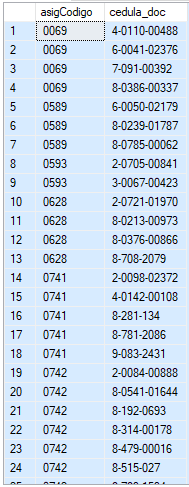 asigCodigo cedula_doc
1 0069 4-0110-00488
2 0069 6-0041-02376
3 0069 7-091-00392
4 0069 8-0386-00337
5 0589 6-0050-02179
6 0589 8-0239-01787
7 0589 8-0785-00062
8 0593 2-0705-00841
9 0593 3-0067-00423
10 0628 2-0721-01970
11 0628 8-0213-00973
12 0628 8-0376-00866
13 0628 8-708-2079
14 0741 2-0098-02372
15 0741 4-0142-00108
16 0741 8-281-134
17 0741 8-781-2086
18 0741 9-083-2431
19 0742 2-0084-00888
20 0742 8-0541-01644
21 0742 8-192-0693
22 0742 8-314-00178
23 0742 8-479-00016
24 0742 8-515-027